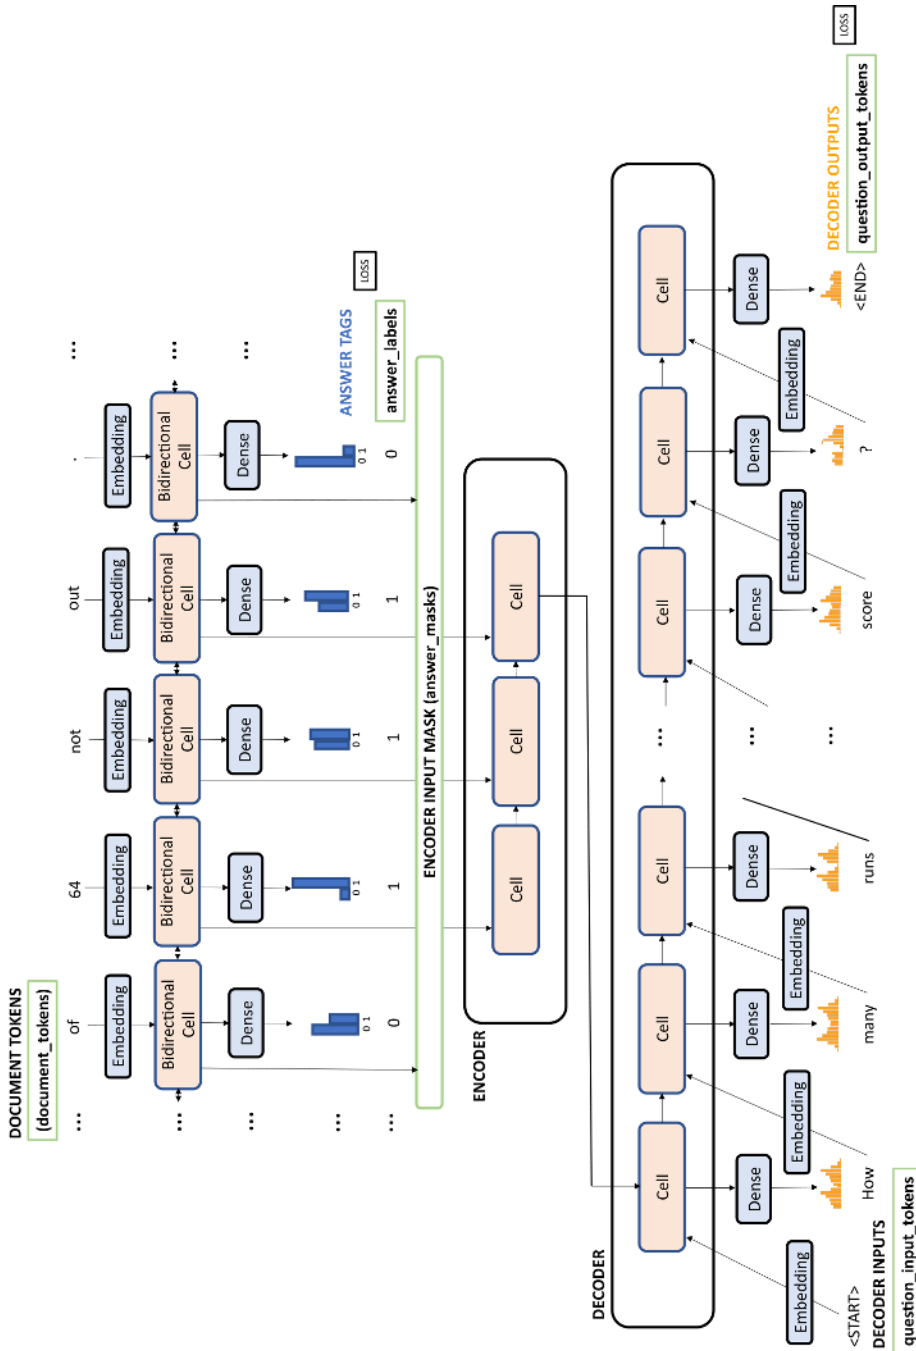 DOCUMENT TOKENS
(document_tokens)
... of 64 not out . ...
Embedding Embedding Embedding Embedding Embedding
... Bidirectional Cell Bidirectional Cell Bidirectional Cell Bidirectional Cell Bidirectional Cell ...
... Dense Dense Dense Dense Dense ...
ANSWER TAGS
LOSS
... 0 1 0 1 0 1 0 1 0 1
... 0 1 1 1 0 answer_labels
ENCODER INPUT MASK (answer_masks)
ENCODER
Cell Cell Cell
DECODER
Cell Cell Cell ... Cell Cell Cell
Dense Dense Dense ... Dense Dense Dense
Embedding Embedding Embedding Embedding Embedding
<START> How many runs ... score ? <END>
DECODER INPUTS
question_input_tokens
DECODER OUTPUTS
LOSS
question_output_tokens